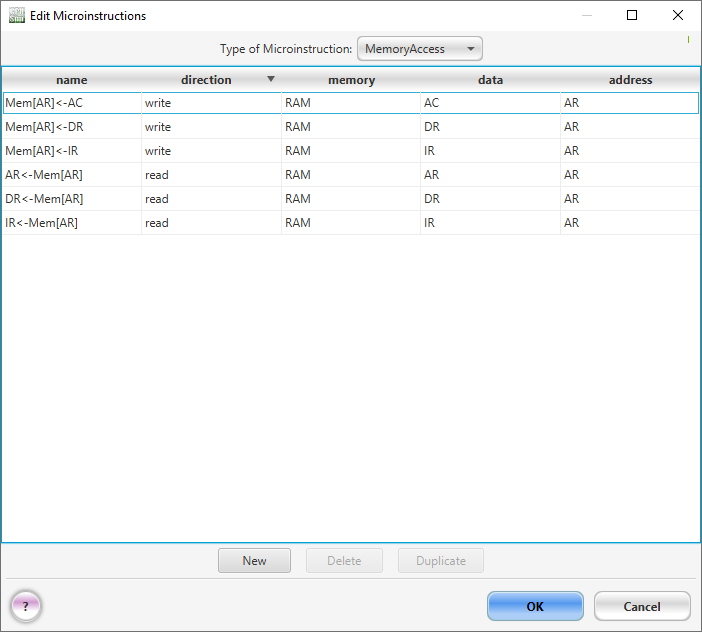 Edit Microinstructions
Type of Microinstruction: MemoryAccess
name direction memory data address
Mem[AR]<-AC write RAM AC AR
Mem[AR]<-DR write RAM DR AR
Mem[AR]<-IR write RAM IR AR
AR<-Mem[AR] read RAM AR AR
DR<-Mem[AR] read RAM DR AR
IR<-Mem[AR] read RAM IR AR
New Delete Duplicate
? OK Cancel